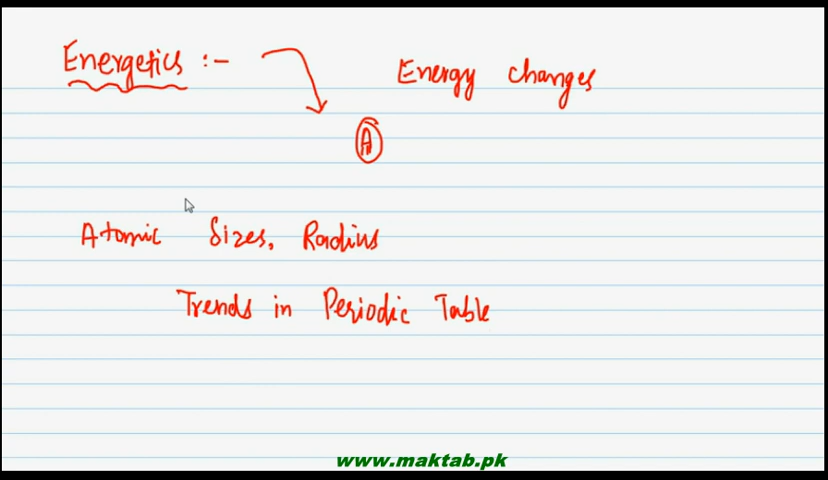 Energetics :-
Energy changes
A
Atomic Sizes, Radius
Trends in Periodic Table
www.maktab.pk